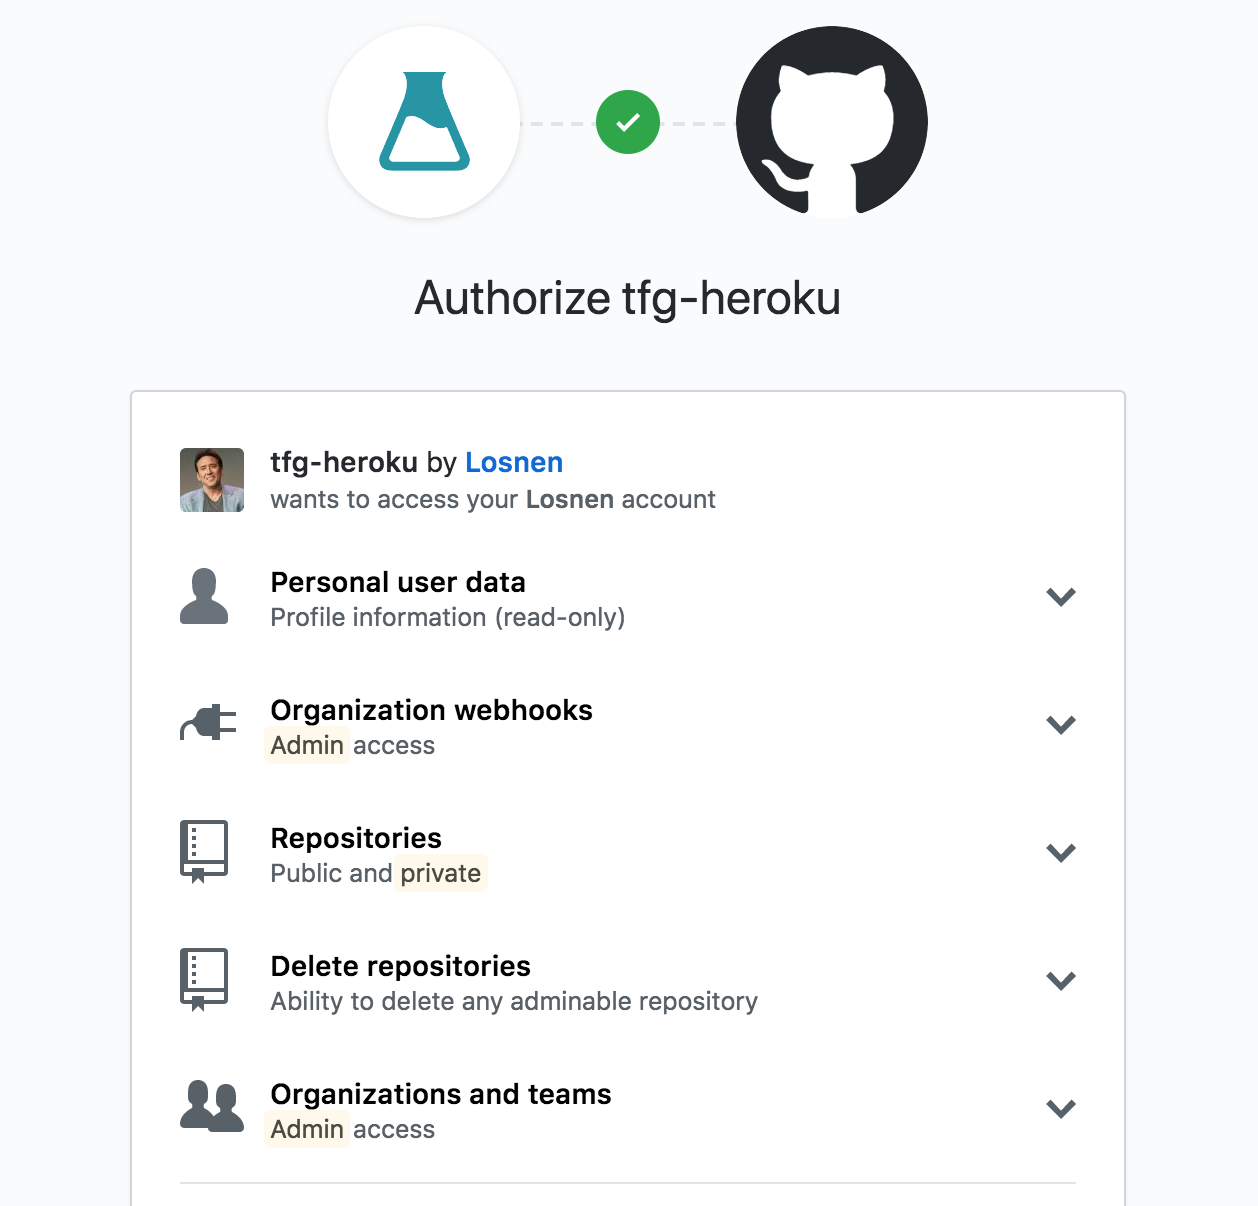 Authorize tfg-heroku
tfg-heroku by Losnen
wants to access your Losnen account
Personal user data
Profile information (read-only)
Organization webhooks
Admin access
Repositories
Public and private
Delete repositories
Ability to delete any adminable repository
Organizations and teams
Admin access